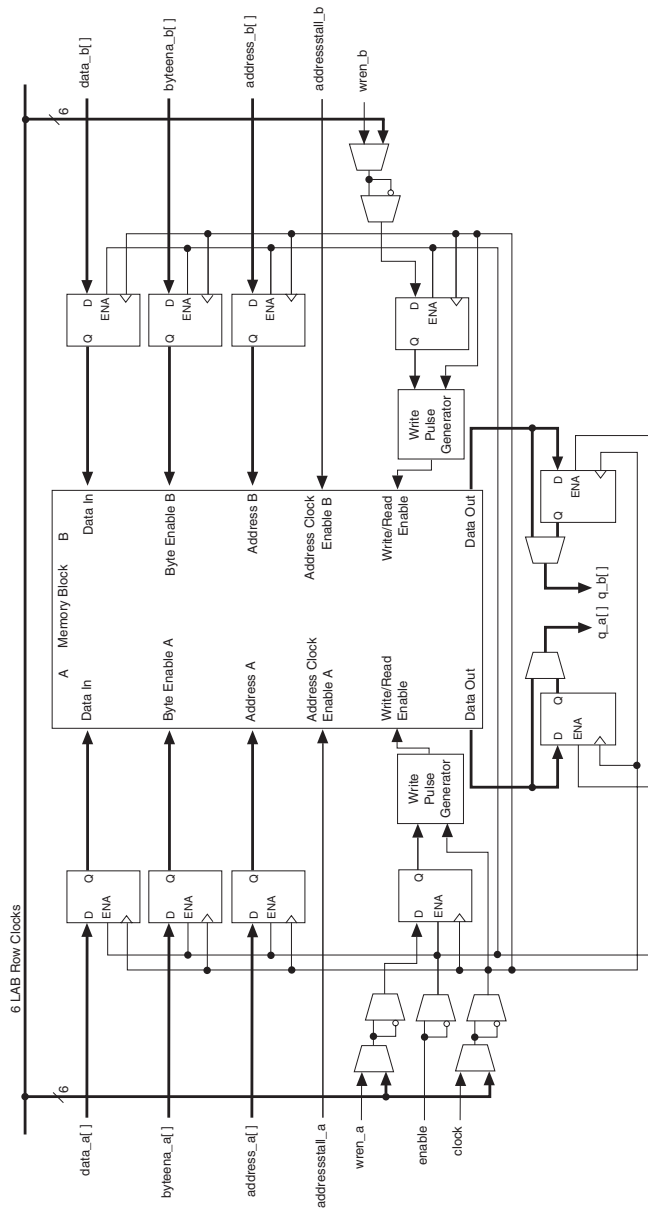 6 LAB Row Clocks
6
data_a[ ]
byteena_a[ ]
address_a[ ]
addressstall_a
wren_a
enable
clock
D Q
ENA
D Q
ENA
D Q
ENA
D Q
ENA
Write
Pulse
Generator
A Memory Block B
Data In
Byte Enable A
Address A
Address Clock
Enable A
Write/Read
Enable
Data Out
Data In
Byte Enable B
Address B
Address Clock
Enable B
Write/Read
Enable
Data Out
D Q
ENA
q_a[ ]
q_b[ ]
Q D
ENA
Write
Pulse
Generator
Q D
ENA
Q D
ENA
Q D
ENA
Q D
ENA
6
data_b[ ]
byteena_b[ ]
address_b[ ]
addressstall_b
wren_b